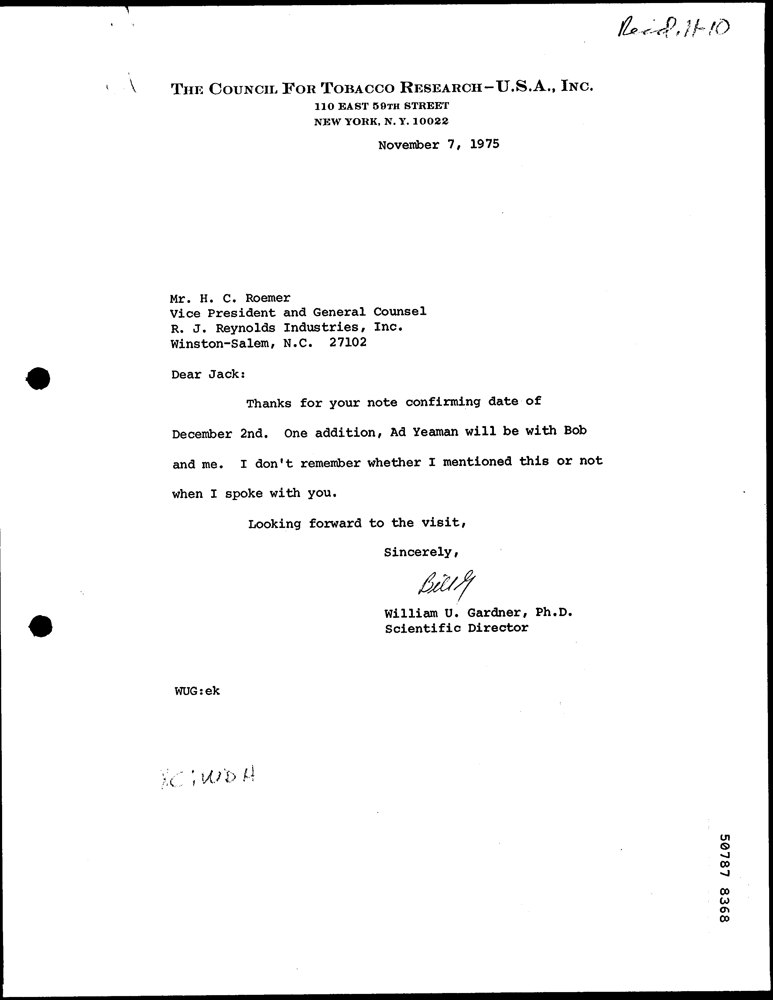 Recd. 11-10
THE COUNCIL FOR TOBACCO RESEARCH-U.S.A., INC.
110 EAST 59TH STREET
NEW YORK, N. Y. 10022
November 7, 1975
Mr. H. C. Roemer
Vice President and General Counsel
R. J. Reynolds Industries, Inc.
Winston-Salem, N.C. 27102
Dear Jack:
Thanks for your note confirming date of
December 2nd. One addition, Ad Yeaman will be with Bob
and me. I don't remember whether I mentioned this or not
when I spoke with you.
Looking forward to the visit,
Sincerely,
Bill G
William U. Gardner, Ph.D.
Scientific Director
WUG:ek
WDH
50787 8368